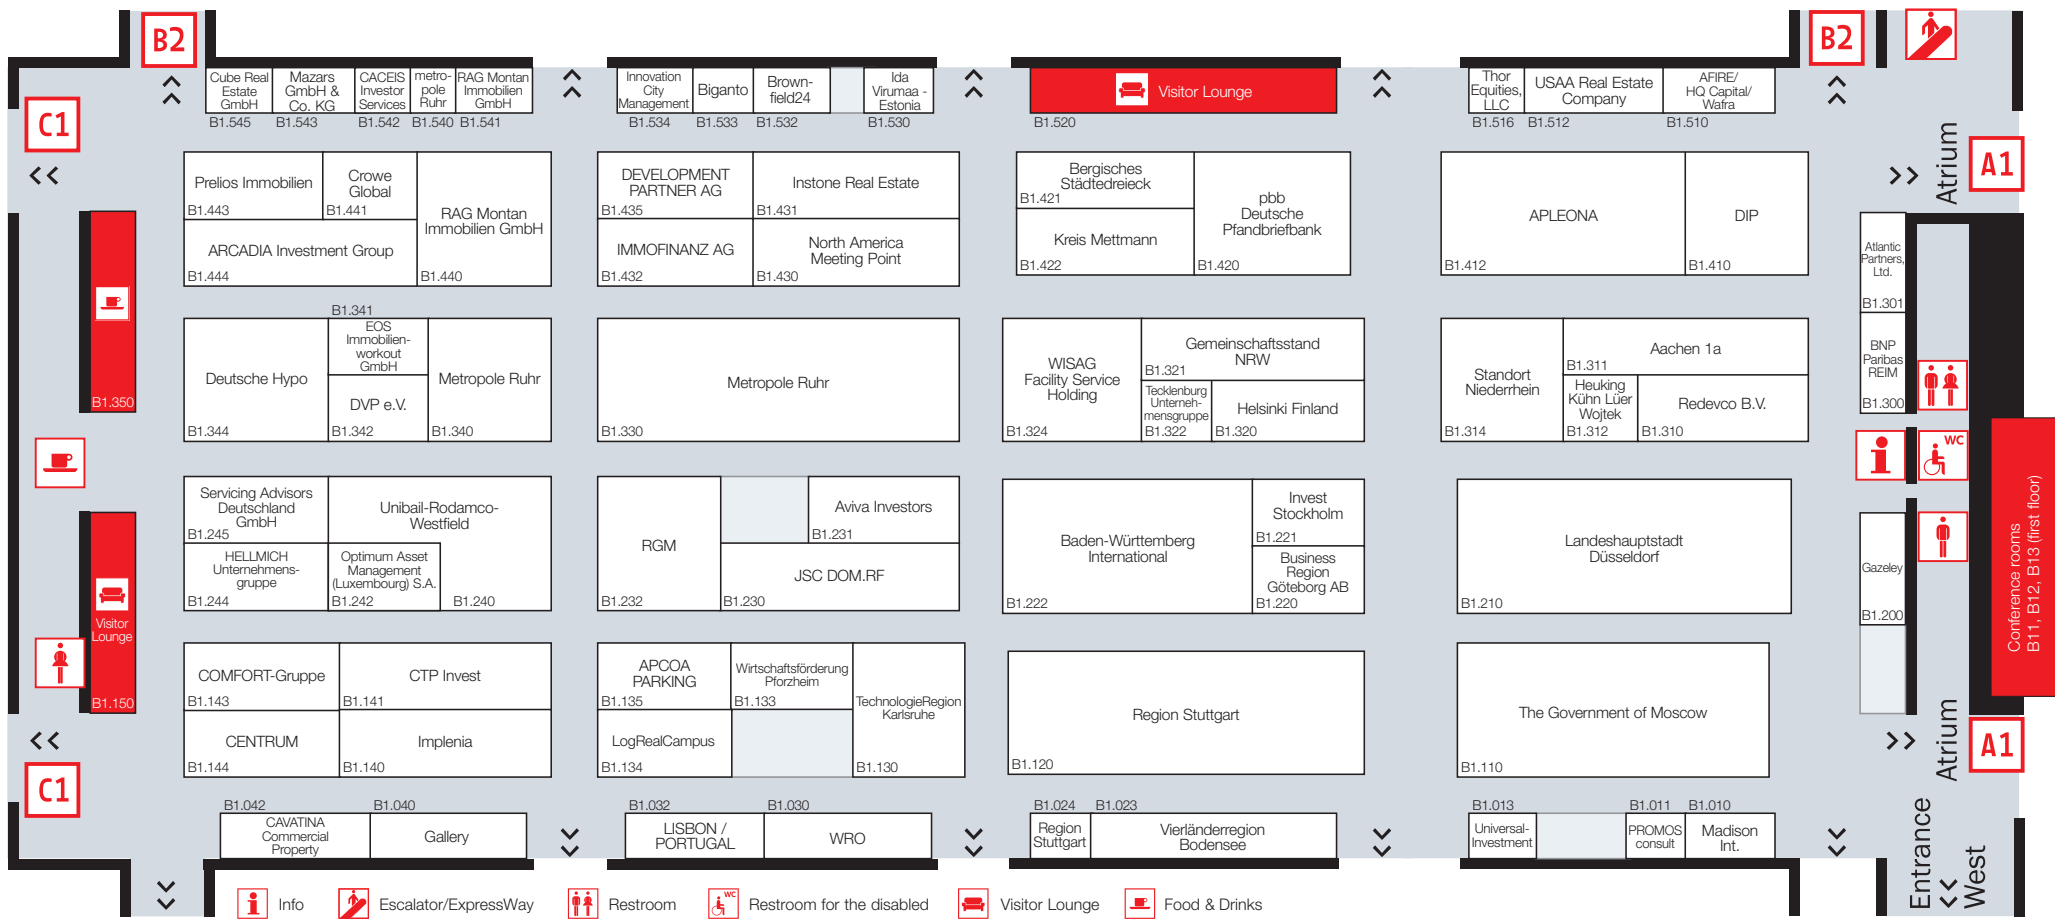 B2
B2
C1
A1
Atrium
Cube Real
Estate
GmbH
B1.545
Mazars
GmbH &
Co. KG
B1.543
CACEIS
Investor
Services
B1.542
metro-
pole
Ruhr
B1.540
RAG Montan
Immobilien
GmbH
B1.541
Innovation
City
Management
B1.534
Biganto
B1.533
Brown-
field24
B1.532
Ida
Virumaa -
Estonia
B1.530
Visitor Lounge
B1.520
Thor
Equities,
LLC
B1.516
USAA Real Estate
Company
B1.512
AFIRE/
HQ Capital/
Wafra
B1.510
Prelios Immobilien
B1.443
Crowe
Global
B1.441
RAG Montan
Immobilien GmbH
B1.440
ARCADIA Investment Group
B1.444
DEVELOPMENT
PARTNER AG
B1.435
Instone Real Estate
B1.431
IMMOFINANZ AG
B1.432
North America
Meeting Point
B1.430
Bergisches
Städtedreieck
B1.421
Kreis Mettmann
B1.422
pbb
Deutsche
Pfandbriefbank
B1.420
APLEONA
B1.412
DIP
B1.410
Atlantic
Partners,
Ltd.
B1.301
BNP
Paribas
REIM
B1.300
B1.350
Deutsche Hypo
B1.344
B1.341
EOS
Immobilien-
workout
GmbH
DVP e.V.
B1.342
Metropole Ruhr
B1.340
Metropole Ruhr
B1.330
WISAG
Facility Service
Holding
B1.324
Gemeinschaftsstand
NRW
B1.321
Tecklenburg
Unterneh-
mensgruppe
B1.322
Helsinki Finland
B1.320
Standort
Niederrhein
B1.314
Aachen 1a
B1.311
Heuking
Kühn Lüer
Wojtek
B1.312
Redevco B.V.
B1.310
WC
Conference rooms
B11, B12, B13 (first floor)
Servicing Advisors
Deutschland
GmbH
B1.245
Unibail-Rodamco-
Westfield
B1.240
HELLMICH
Unternehmens-
gruppe
B1.244
Optimum Asset
Management
(Luxembourg) S.A.
B1.242
RGM
B1.232
Aviva Investors
B1.231
JSC DOM.RF
B1.230
Baden-Württemberg
International
B1.222
Invest
Stockholm
B1.221
Business
Region
Göteborg AB
B1.220
Landeshauptstadt
Düsseldorf
B1.210
Gazeley
B1.200
Visitor
Lounge
B1.150
COMFORT-Gruppe
B1.143
CTP Invest
B1.141
CENTRUM
B1.144
Implenia
B1.140
APCOA
PARKING
B1.135
Wirtschaftsförderung
Pforzheim
B1.133
TechnologieRegion
Karlsruhe
B1.130
LogRealCampus
B1.134
Region Stuttgart
B1.120
The Government of Moscow
B1.110
Atrium
A1
C1
B1.042
CAVATINA
Commercial
Property
B1.040
Gallery
B1.032
LISBON /
PORTUGAL
B1.030
WRO
B1.024
Region
Stuttgart
B1.023
Vierländerregion
Bodensee
B1.013
Universal-
Investment
B1.011
PROMOS
consult
B1.010
Madison
Int.
Entrance
West
Info
Escalator/ExpressWay
Restroom
WC
Restroom for the disabled
Visitor Lounge
Food & Drinks